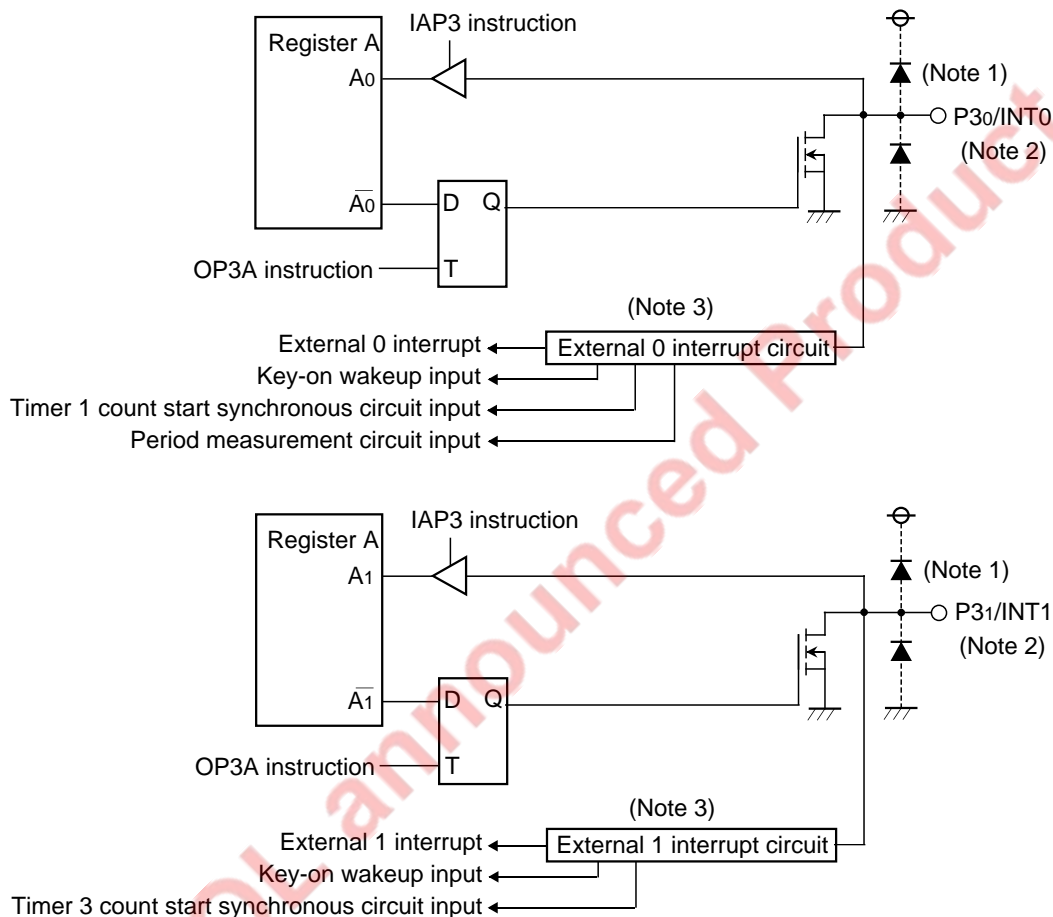 IAP3 instruction
Register A
A0
(Note 1)
P30/INT0
(Note 2)
A̅0̅
D
Q
T
OP3A instruction
(Note 3)
External 0 interrupt
External 0 interrupt circuit
Key-on wakeup input
Timer 1 count start synchronous circuit input
Period measurement circuit input
IAP3 instruction
Register A
A1
(Note 1)
P31/INT1
(Note 2)
A̅1̅
D
Q
T
OP3A instruction
(Note 3)
External 1 interrupt
External 1 interrupt circuit
Key-on wakeup input
Timer 3 count start synchronous circuit input
OL announced Product